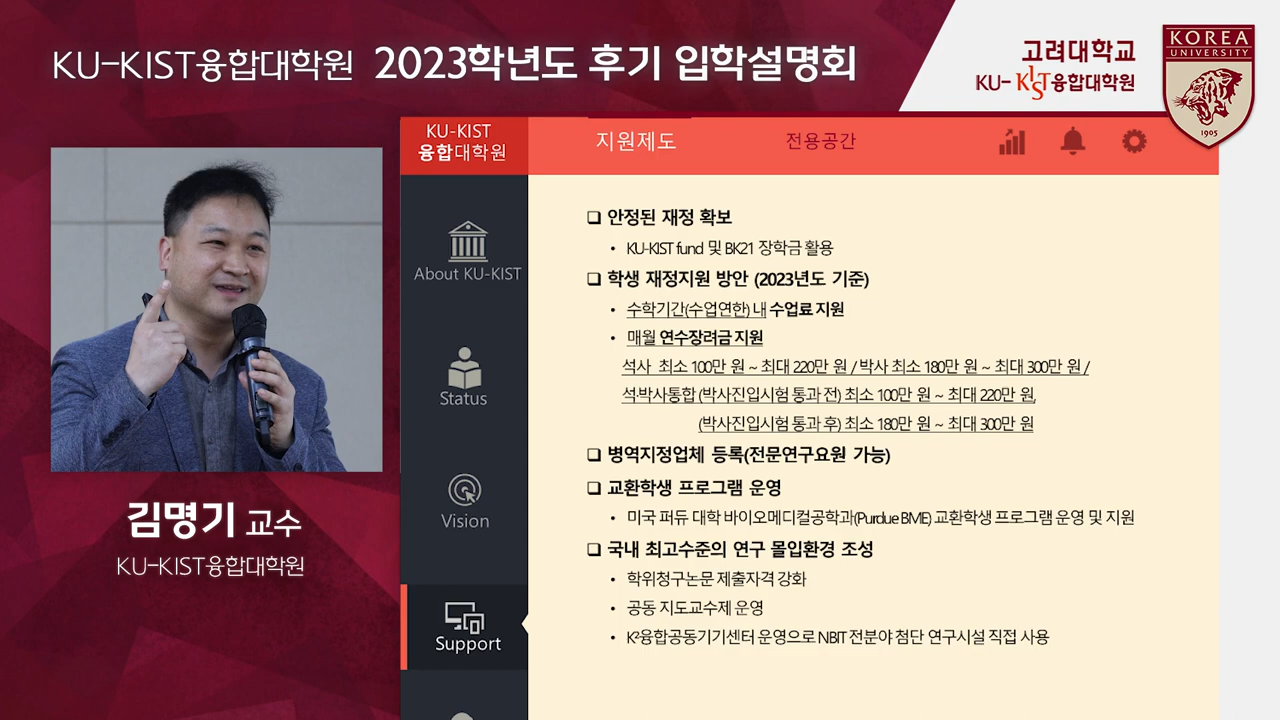 KU-KIST융합대학원 2023학년도 후기 입학설명회
고려대학교
KU- KIST융합대학원
KOREA
UNIVERSITY
1905
KU-KIST
융합대학원
지원제도
전용공간
About KU-KIST
Status
Vision
Support
❑ 안정된 재정 확보
• KU-KIST fund 및 BK21 장학금 활용
❑ 학생 재정지원 방안 (2023년도 기준)
• 수학기간(수업연한) 내 수업료 지원
• 매월 연수장려금 지원
석사 최소 100만 원 ~ 최대 220만 원 / 박사 최소 180만 원 ~ 최대 300만 원 /
석·박사통합 (박사진입시험 통과 전) 최소 100만 원 ~ 최대 220만 원,
(박사진입시험 통과 후) 최소 180만 원 ~ 최대 300만 원
❑ 병역지정업체 등록(전문연구요원 가능)
❑ 교환학생 프로그램 운영
• 미국 퍼듀 대학 바이오메디컬공학과(Purdue BME) 교환학생 프로그램 운영 및 지원
❑ 국내 최고수준의 연구 몰입환경 조성
• 학위청구논문 제출자격 강화
• 공동 지도교수제 운영
• K²융합공동기기센터 운영으로 NBIT 전분야 첨단 연구시설 직접 사용
김명기 교수
KU-KIST융합대학원